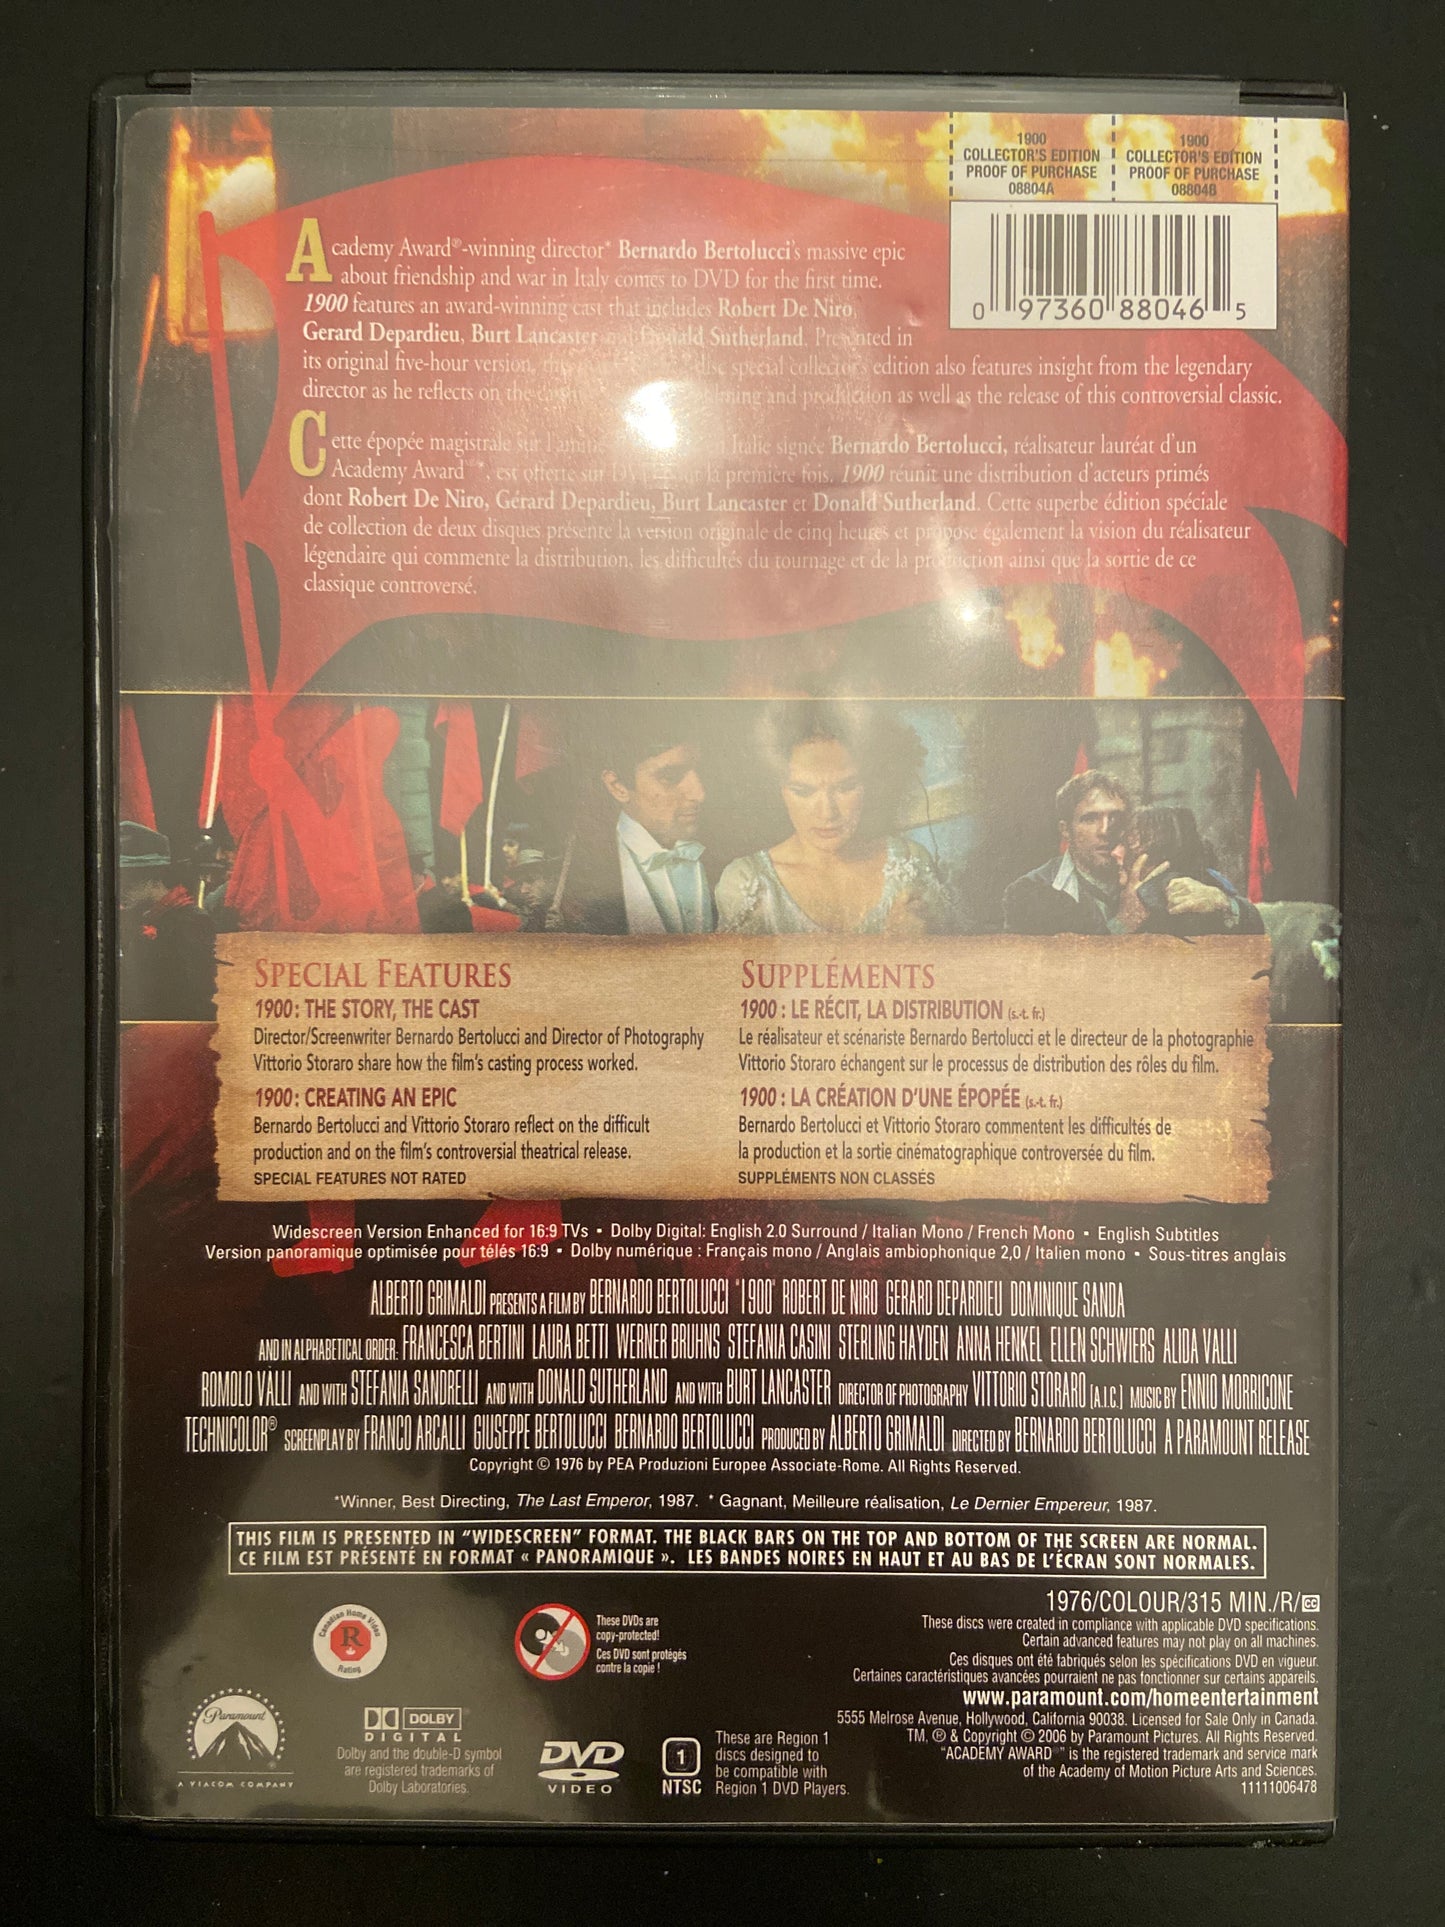 1900
COLLECTOR'S EDITION
PROOF OF PURCHASE
08804A
1900
COLLECTOR'S EDITION
PROOF OF PURCHASE
08804B
0 97360 88046 5
Academy Award®-winning director* Bernardo Bertolucci's massive epic
about friendship and war in Italy comes to DVD for the first time.
1900 features an award-winning cast that includes Robert De Niro,
Gerard Depardieu, Burt Lancaster and Donald Sutherland. Presented in
its original five-hour version, disc special collector's edition also features insight from the legendary
director as he reflects on the and production as well as the release of this controversial classic.
Cette épopée magistrale sur l'amitié en Italie signée Bernardo Bertolucci, réalisateur lauréat d'un
Academy Award®*, est offerte sur DVD pour la première fois. 1900 réunit une distribution d'acteurs primés
dont Robert De Niro, Gérard Depardieu, Burt Lancaster et Donald Sutherland. Cette superbe édition spéciale
de collection de deux disques présente la version originale de cinq heures et propose également la vision du réalisateur
légendaire qui commente la distribution, les difficultés du tournage et de la production ainsi que la sortie de ce
classique controversé.
SPECIAL FEATURES
1900: THE STORY, THE CAST
Director/Screenwriter Bernardo Bertolucci and Director of Photography
Vittorio Storaro share how the film's casting process worked.
1900: CREATING AN EPIC
Bernardo Bertolucci and Vittorio Storaro reflect on the difficult
production and on the film's controversial theatrical release.
SPECIAL FEATURES NOT RATED
SUPPLÉMENTS
1900 : LE RÉCIT, LA DISTRIBUTION (s.-t. fr.)
Le réalisateur et scénariste Bernardo Bertolucci et le directeur de la photographie
Vittorio Storaro échangent sur le processus de distribution des rôles du film.
1900 : LA CRÉATION D'UNE ÉPOPÉE (s.-t. fr.)
Bernardo Bertolucci et Vittorio Storaro commentent les difficultés de
la production et la sortie cinématographique controversée du film.
SUPPLÉMENTS NON CLASSÉS
Widescreen Version Enhanced for 16:9 TVs • Dolby Digital: English 2.0 Surround / Italian Mono / French Mono • English Subtitles
Version panoramique optimisée pour télés 16:9 • Dolby numérique : Français mono / Anglais ambiophonique 2,0 / Italien mono • Sous-titres anglais
ALBERTO GRIMALDI PRESENTS A FILM BY BERNARDO BERTOLUCCI "1900" ROBERT DE NIRO GERARD DEPARDIEU DOMINIQUE SANDA
AND IN ALPHABETICAL ORDER: FRANCESCA BERTINI LAURA BETTI WERNER BRUHNS STEFANIA CASINI STERLING HAYDEN ANNA HENKEL ELLEN SCHWIERS ALIDA VALLI
ROMOLO VALLI AND WITH STEFANIA SANDRELLI AND WITH DONALD SUTHERLAND AND WITH BURT LANCASTER DIRECTOR OF PHOTOGRAPHY VITTORIO STORARO (A.I.C.) MUSIC BY ENNIO MORRICONE
TECHNICOLOR® SCREENPLAY BY FRANCO ARCALLI GIUSEPPE BERTOLUCCI BERNARDO BERTOLUCCI PRODUCED BY ALBERTO GRIMALDI DIRECTED BY BERNARDO BERTOLUCCI A PARAMOUNT RELEASE
Copyright © 1976 by PEA Produzioni Europee Associate-Rome. All Rights Reserved.
*Winner, Best Directing, The Last Emperor, 1987. * Gagnant, Meilleure réalisation, Le Dernier Empereur, 1987.
THIS FILM IS PRESENTED IN "WIDESCREEN" FORMAT. THE BLACK BARS ON THE TOP AND BOTTOM OF THE SCREEN ARE NORMAL.
CE FILM EST PRÉSENTÉ EN FORMAT « PANORAMIQUE ». LES BANDES NOIRES EN HAUT ET AU BAS DE L'ÉCRAN SONT NORMALES.
Canadian Home Video
R
Rating
These DVDs are
copy-protected!
Ces DVD sont protégés
contre la copie !
1976/COLOUR/315 MIN./R/CC
These discs were created in compliance with applicable DVD specifications.
Certain advanced features may not play on all machines.
Ces disques ont été fabriqués selon les spécifications DVD en vigueur.
Certaines caractéristiques avancées pourraient ne pas fonctionner sur certains appareils.
www.paramount.com/homeentertainment
5555 Melrose Avenue, Hollywood, California 90038. Licensed for Sale Only in Canada.
TM, ® & Copyright © 2006 by Paramount Pictures. All Rights Reserved.
"ACADEMY AWARD®" is the registered trademark and service mark
of the Academy of Motion Picture Arts and Sciences.
11111006478
Paramount
A VIACOM COMPANY
DOLBY
DIGITAL
Dolby and the double-D symbol
are registered trademarks of
Dolby Laboratories.
DVD
VIDEO
1
NTSC
These are Region 1
discs designed to
be compatible with
Region 1 DVD Players.